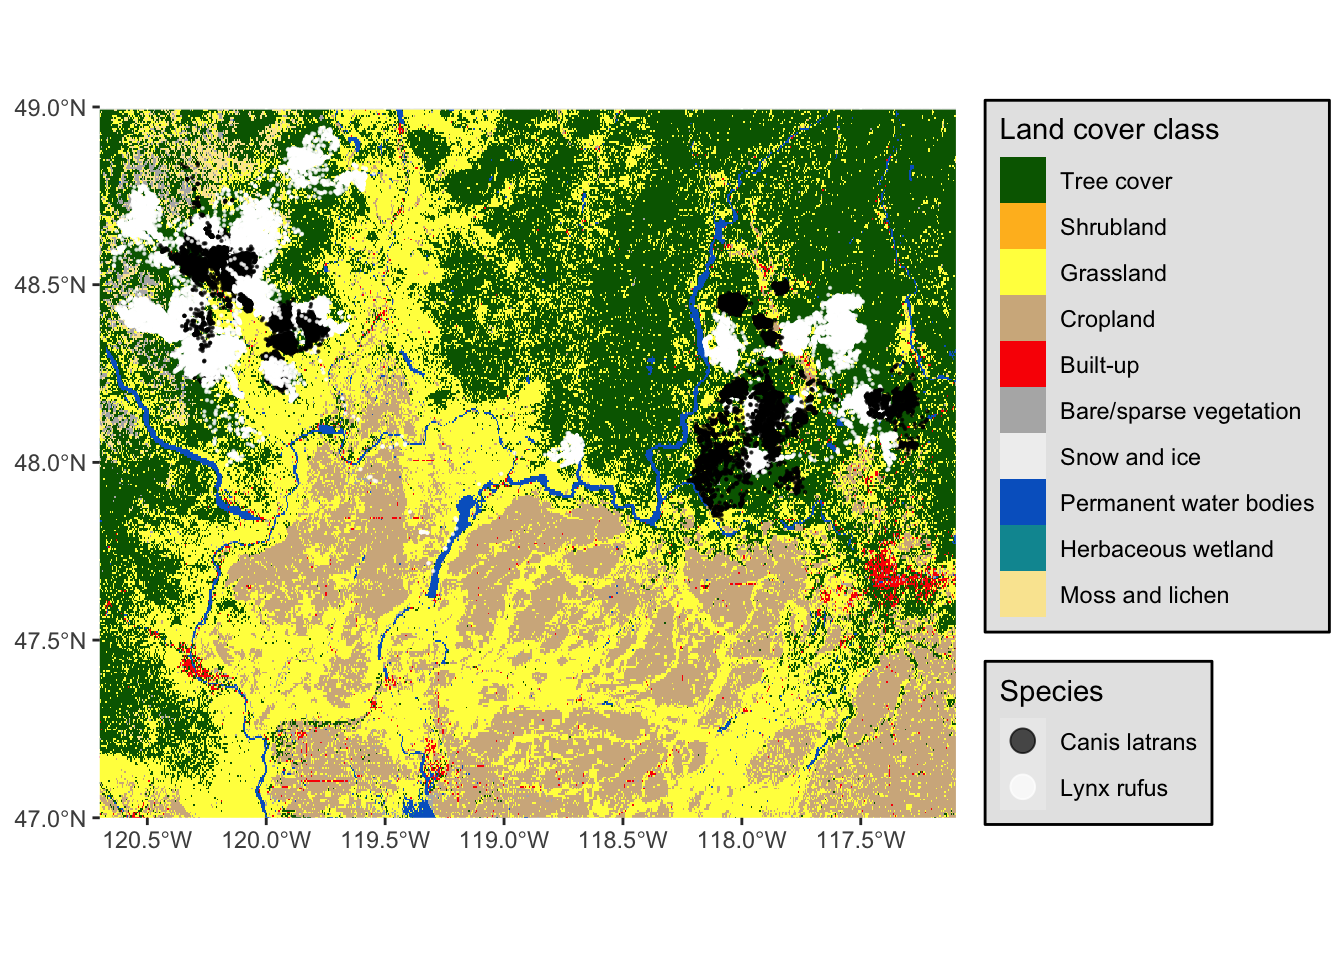 49.0°N
48.5°N
48.0°N
47.5°N
47.0°N
120.5°W
120.0°W
119.5°W
119.0°W
118.5°W
118.0°W
117.5°W
Land cover class
Tree cover
Shrubland
Grassland
Cropland
Built-up
Bare/sparse vegetation
Snow and ice
Permanent water bodies
Herbaceous wetland
Moss and lichen
Species
Canis latrans
Lynx rufus